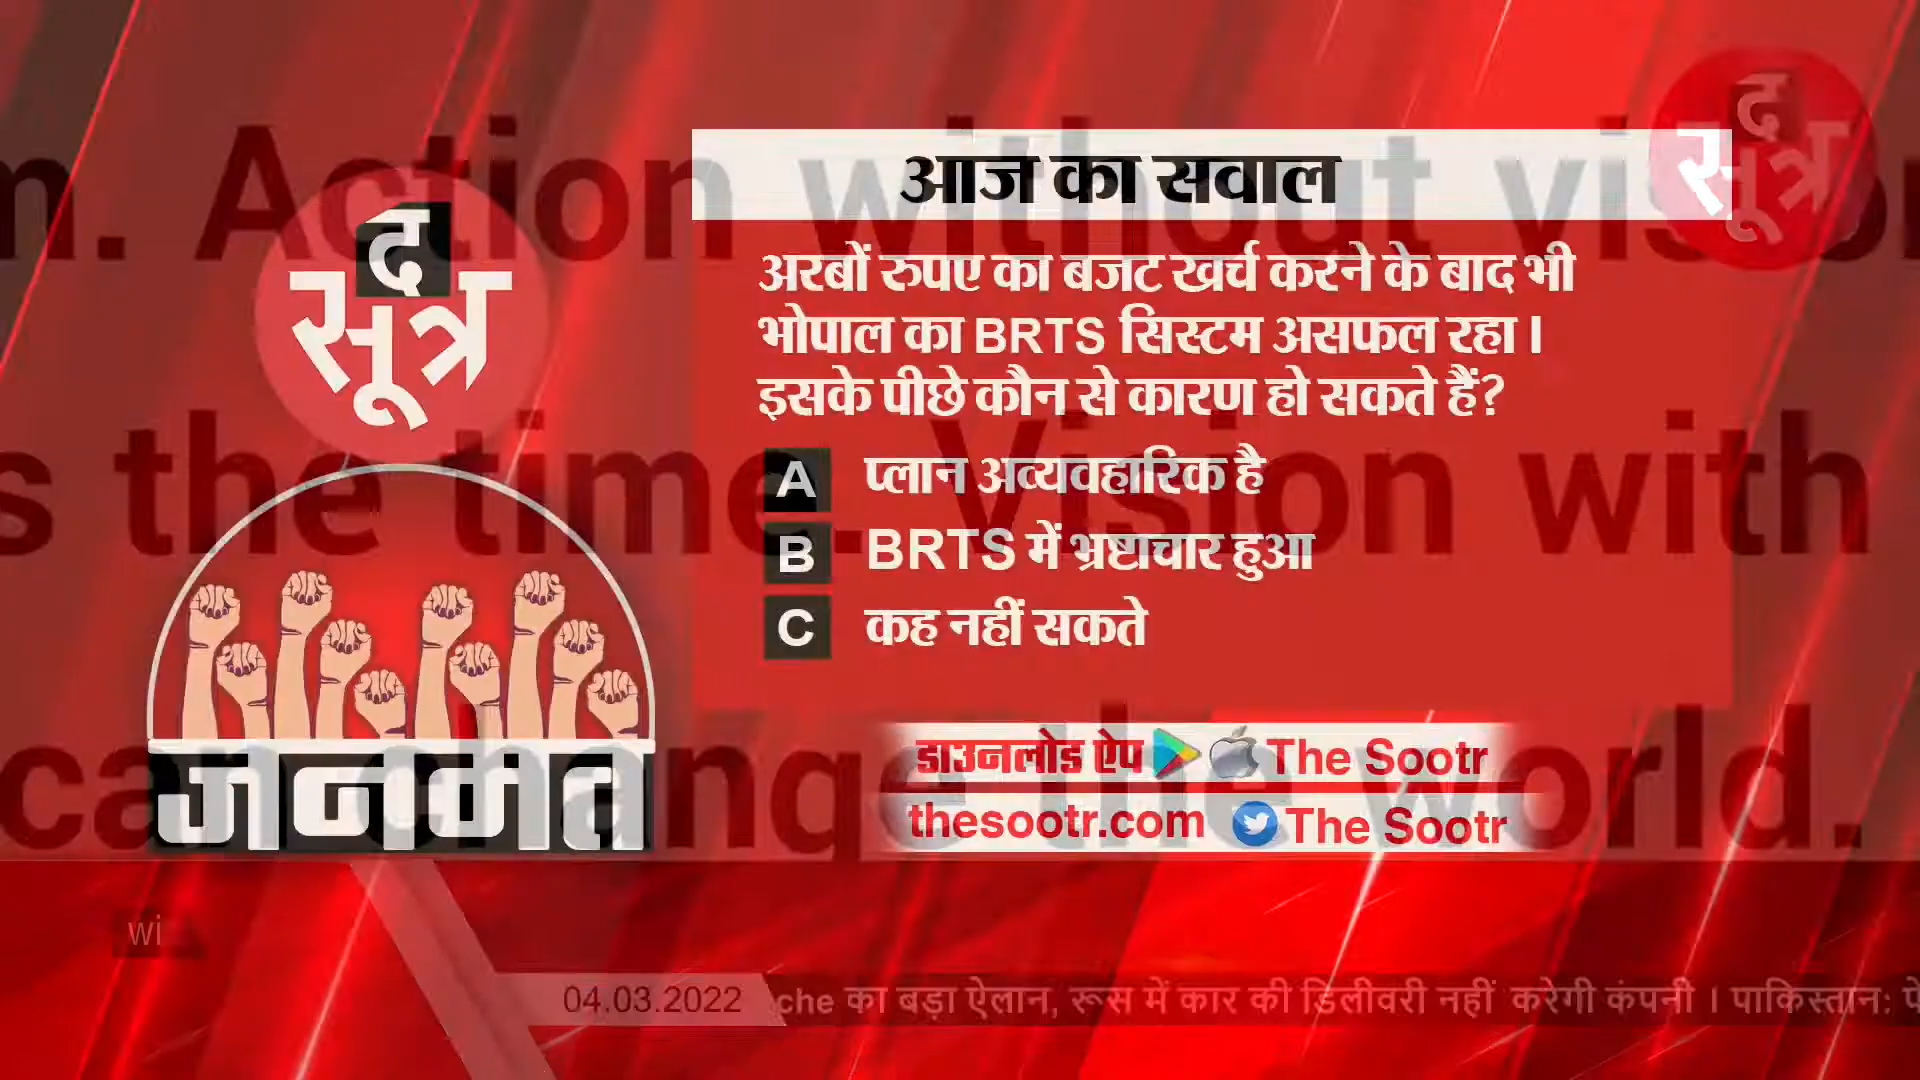 m. Action without vision
द
सूत्र
आज का सवाल
द
सूत्र
अरबों रुपए का बजट खर्च करने के बाद भी
भोपाल का BRTS सिस्टम असफल रहा ।
इसके पीछे कौन से कारण हो सकते हैं?
s the time. Vision with
A प्लान अव्यवहारिक है
B BRTS में भ्रष्टाचार हुआ
C कह नहीं सकते
can change the world.
जनमत
डाउनलोड ऐप The Sootr
thesootr.com The Sootr
wi
04.03.2022 che का बड़ा ऐलान, रूस में कार की डिलीवरी नहीं करेगी कंपनी । पाकिस्तान: पे